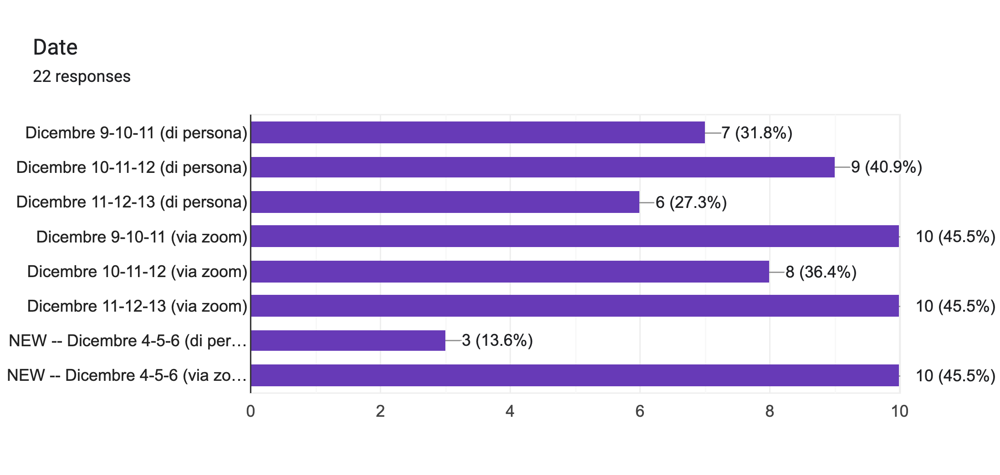 Date
22 responses
Dicembre 9-10-11 (di persona)
7 (31.8%)
Dicembre 10-11-12 (di persona)
9 (40.9%)
Dicembre 11-12-13 (di persona)
6 (27.3%)
Dicembre 9-10-11 (via zoom)
10 (45.5%)
Dicembre 10-11-12 (via zoom)
8 (36.4%)
Dicembre 11-12-13 (via zoom)
10 (45.5%)
NEW -- Dicembre 4-5-6 (di per…
3 (13.6%)
NEW -- Dicembre 4-5-6 (via zo…
10 (45.5%)
0 2 4 6 8 10